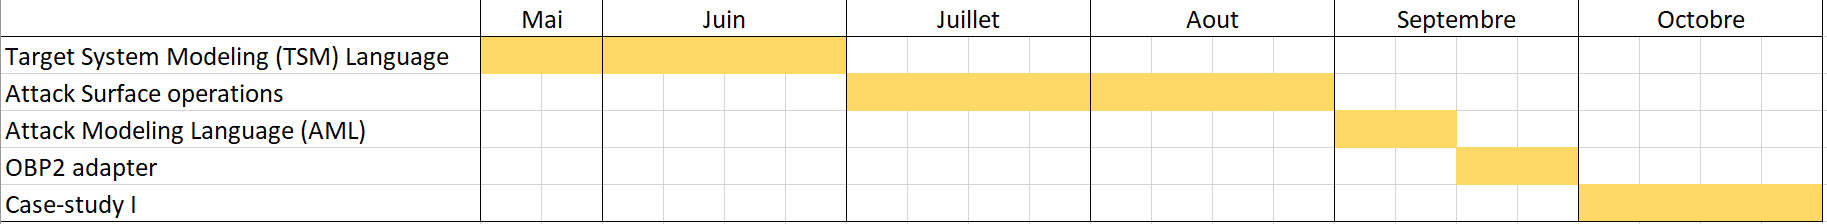 Mai Juin Juillet Aout Septembre Octobre
Target System Modeling (TSM) Language
Attack Surface operations
Attack Modeling Language (AML)
OBP2 adapter
Case-study I